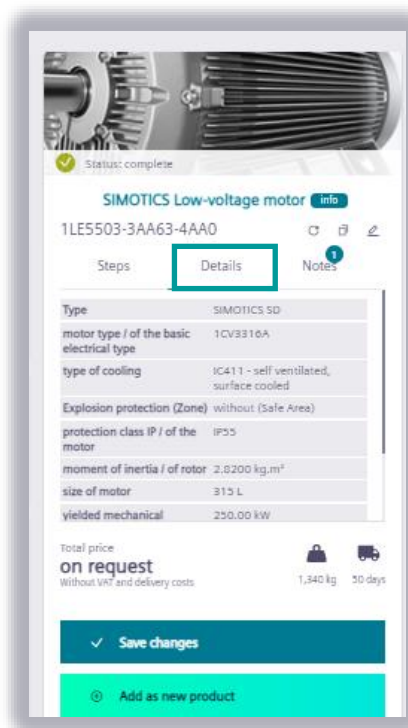 Status: complete
SIMOTICS Low-voltage motor info
1LE5503-3AA63-4AA0
1
Steps Details Notes
Type SIMOTICS SD
motor type / of the basic 1CV3316A
electrical type
type of cooling IC411 - self ventilated,
surface cooled
Explosion protection (Zone) without (Safe Area)
protection class IP / of the IP55
motor
moment of inertia / of rotor 2.8200 kg.m²
size of motor 315 L
yielded mechanical 250.00 kW
Total price
on request
Without VAT and delivery costs 1,340 kg 50 days
Save changes
Add as new product